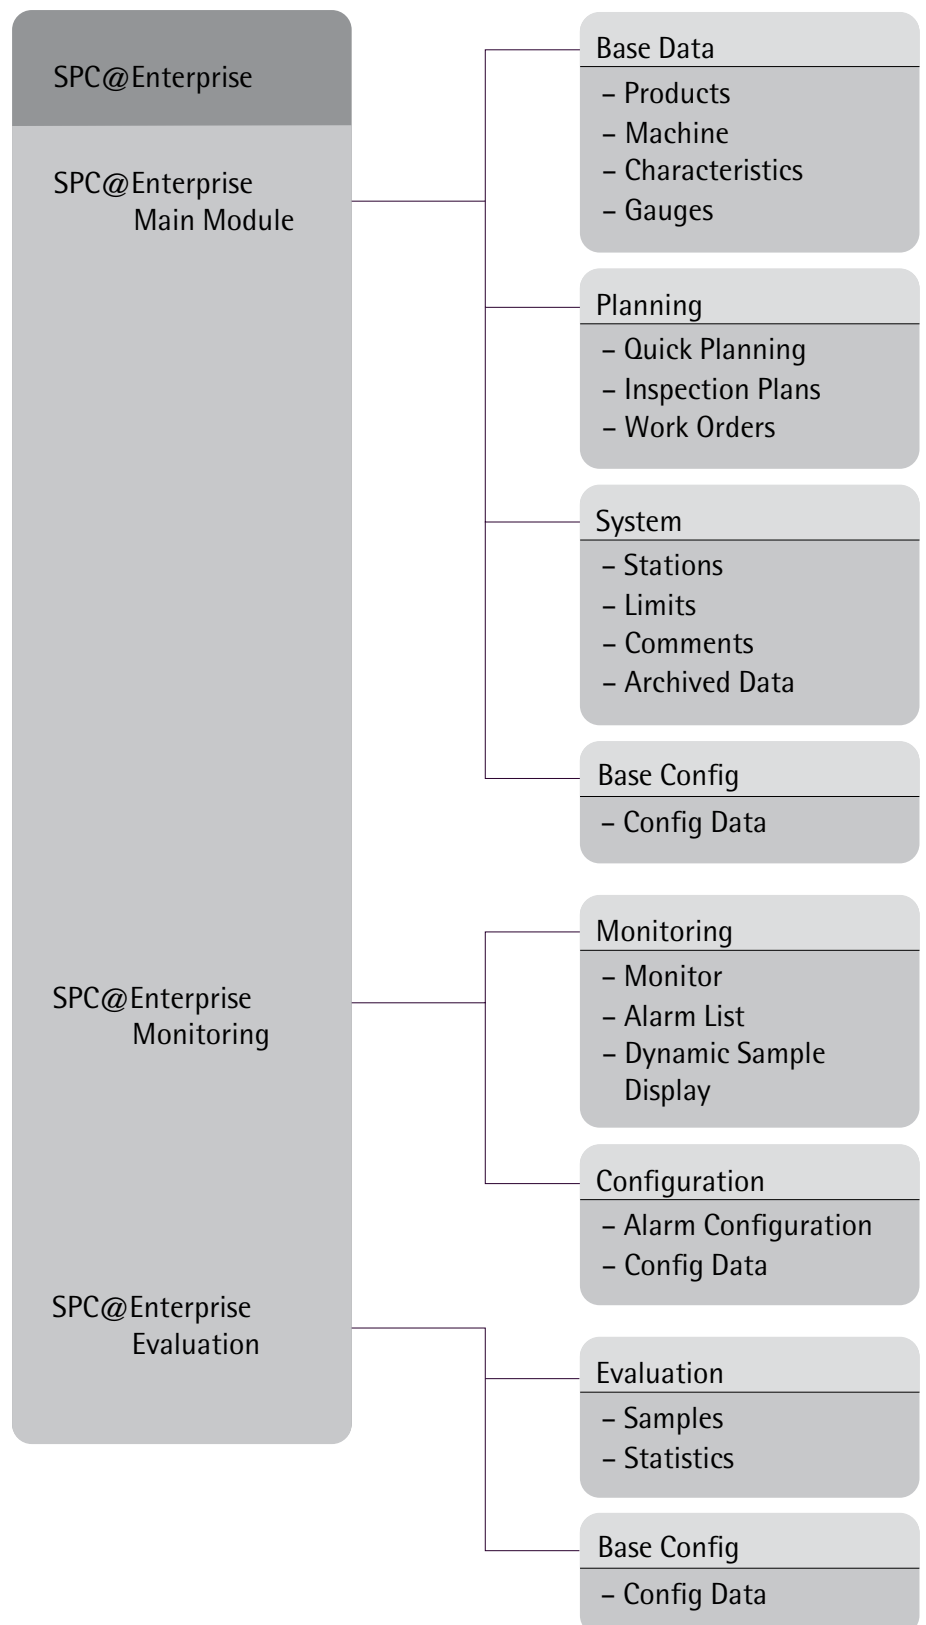 SPC@Enterprise
SPC@Enterprise
Main Module
Base Data
– Products
– Machine
– Characteristics
– Gauges
Planning
– Quick Planning
– Inspection Plans
– Work Orders
System
– Stations
– Limits
– Comments
– Archived Data
Base Config
– Config Data
SPC@Enterprise
Monitoring
Monitoring
– Monitor
– Alarm List
– Dynamic Sample
Display
Configuration
– Alarm Configuration
– Config Data
SPC@Enterprise
Evaluation
Evaluation
– Samples
– Statistics
Base Config
– Config Data